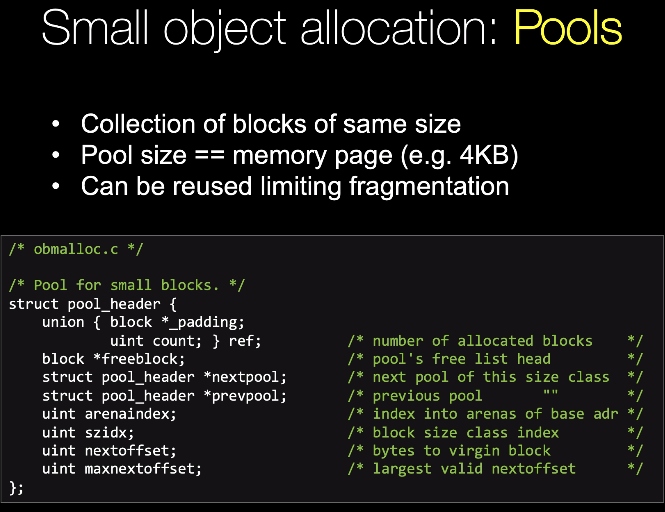 Small object allocation: Pools
• Collection of blocks of same size
• Pool size == memory page (e.g. 4KB)
• Can be reused limiting fragmentation
/* obmalloc.c */
/* Pool for small blocks. */
struct pool_header {
    union { block *_padding;
            uint count; } ref;          /* number of allocated blocks    */
    block *freeblock;                   /* pool's free list head         */
    struct pool_header *nextpool;       /* next pool of this size class  */
    struct pool_header *prevpool;       /* previous pool       ""        */
    uint arenaindex;                    /* index into arenas of base adr */
    uint szidx;                         /* block size class index        */
    uint nextoffset;                    /* bytes to virgin block         */
    uint maxnextoffset;                 /* largest valid nextoffset      */
};